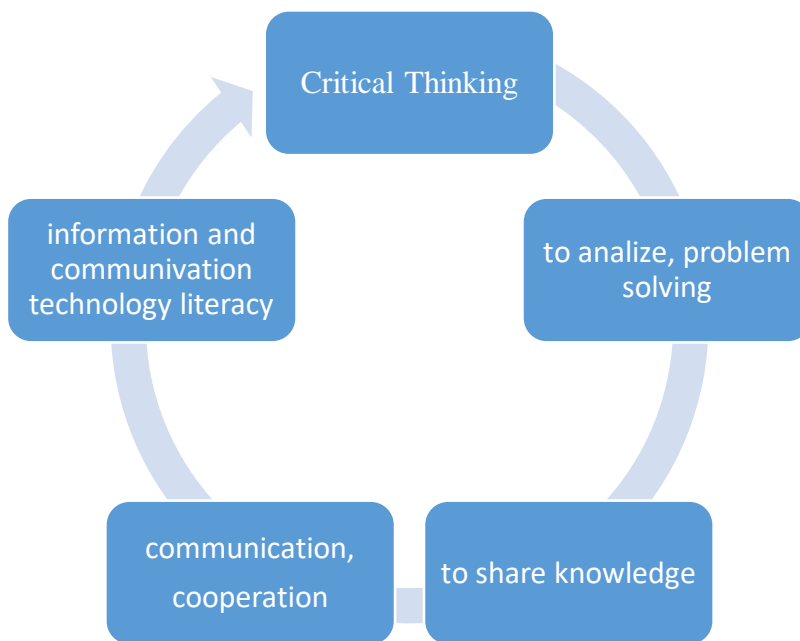 Critical Thinking
to analize, problem
solving
to share knowledge
communication,
cooperation
information and
communivation
technology literacy